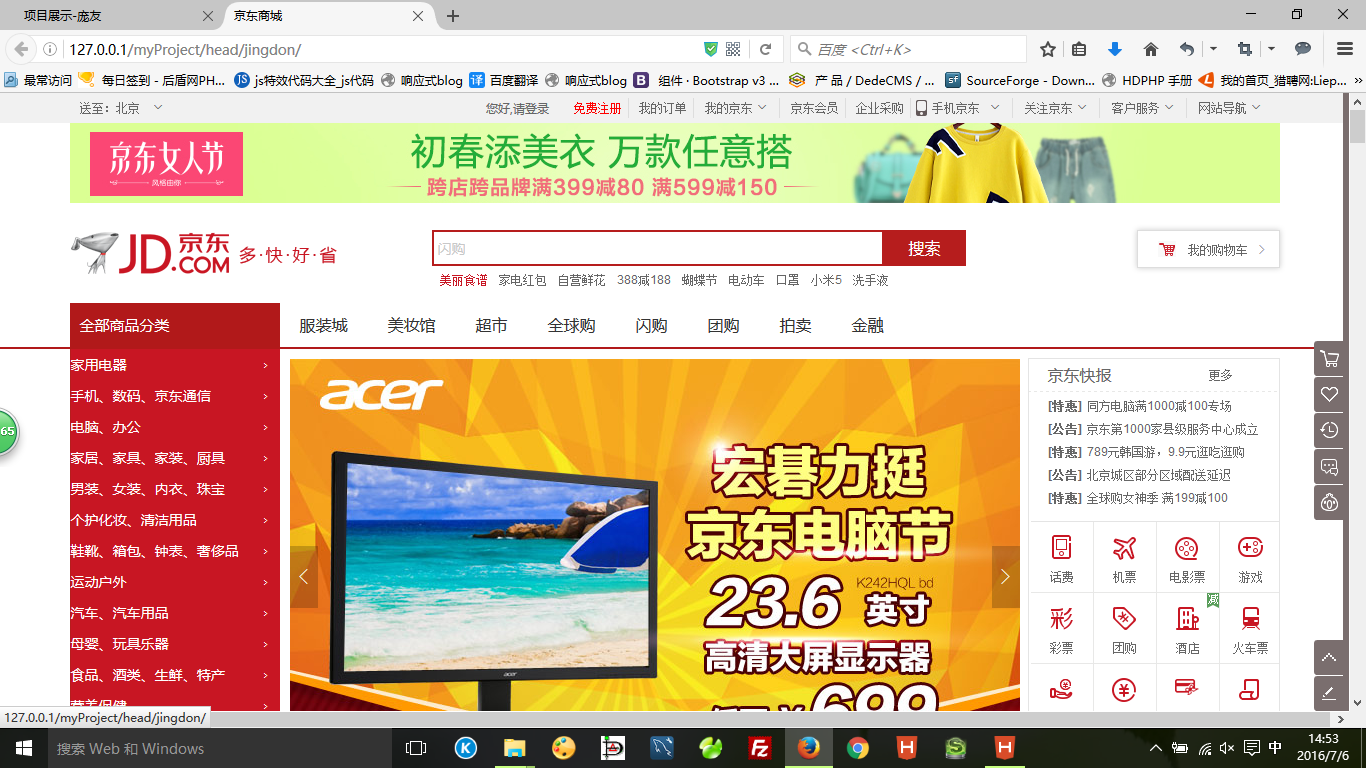 项目展示-庞友
京东商城
127.0.0.1/myProject/head/jingdon/
百度 <Ctrl+K>
最常访问 每日签到 - 后盾网PH... js特效代码大全_js代码 响应式blog 百度翻译 响应式blog 组件 · Bootstrap v3 ... 产 品 / DedeCMS / ... SourceForge - Down... HDPHP 手册 我的首页_猎聘网:Liep...
送至：北京 您好,请登录 免费注册 我的订单 我的京东 京东会员 企业采购 手机京东 关注京东 客户服务 网站导航
京东女人节
风格由你
初春添美衣 万款任意搭
跨店跨品牌满399减80 满599减150
JD.COM 京东
多·快·好·省
闪购 搜索
我的购物车
美丽食谱 家电红包 自营鲜花 388减188 蝴蝶节 电动车 口罩 小米5 洗手液
全部商品分类 服装城 美妆馆 超市 全球购 闪购 团购 拍卖 金融
家用电器
手机、数码、京东通信
电脑、办公
家居、家具、家装、厨具
男装、女装、内衣、珠宝
个护化妆、清洁用品
鞋靴、箱包、钟表、奢侈品
运动户外
汽车、汽车用品
母婴、玩具乐器
食品、酒类、生鲜、特产
营养保健
65
acer
宏碁力挺
京东电脑节
K242HQL bd
23.6 英寸
高清大屏显示器
699
acer
京东快报 更多
[特惠] 同方电脑满1000减100专场
[公告] 京东第1000家县级服务中心成立
[特惠] 789元韩国游，9.9元逛吃逛购
[公告] 北京城区部分区域配送延迟
[特惠] 全球购女神季 满199减100
话费 机票 电影票 游戏
减
彩票 团购 酒店 火车票
127.0.0.1/myProject/head/jingdon/
搜索 Web 和 Windows
中
14:53
2016/7/6